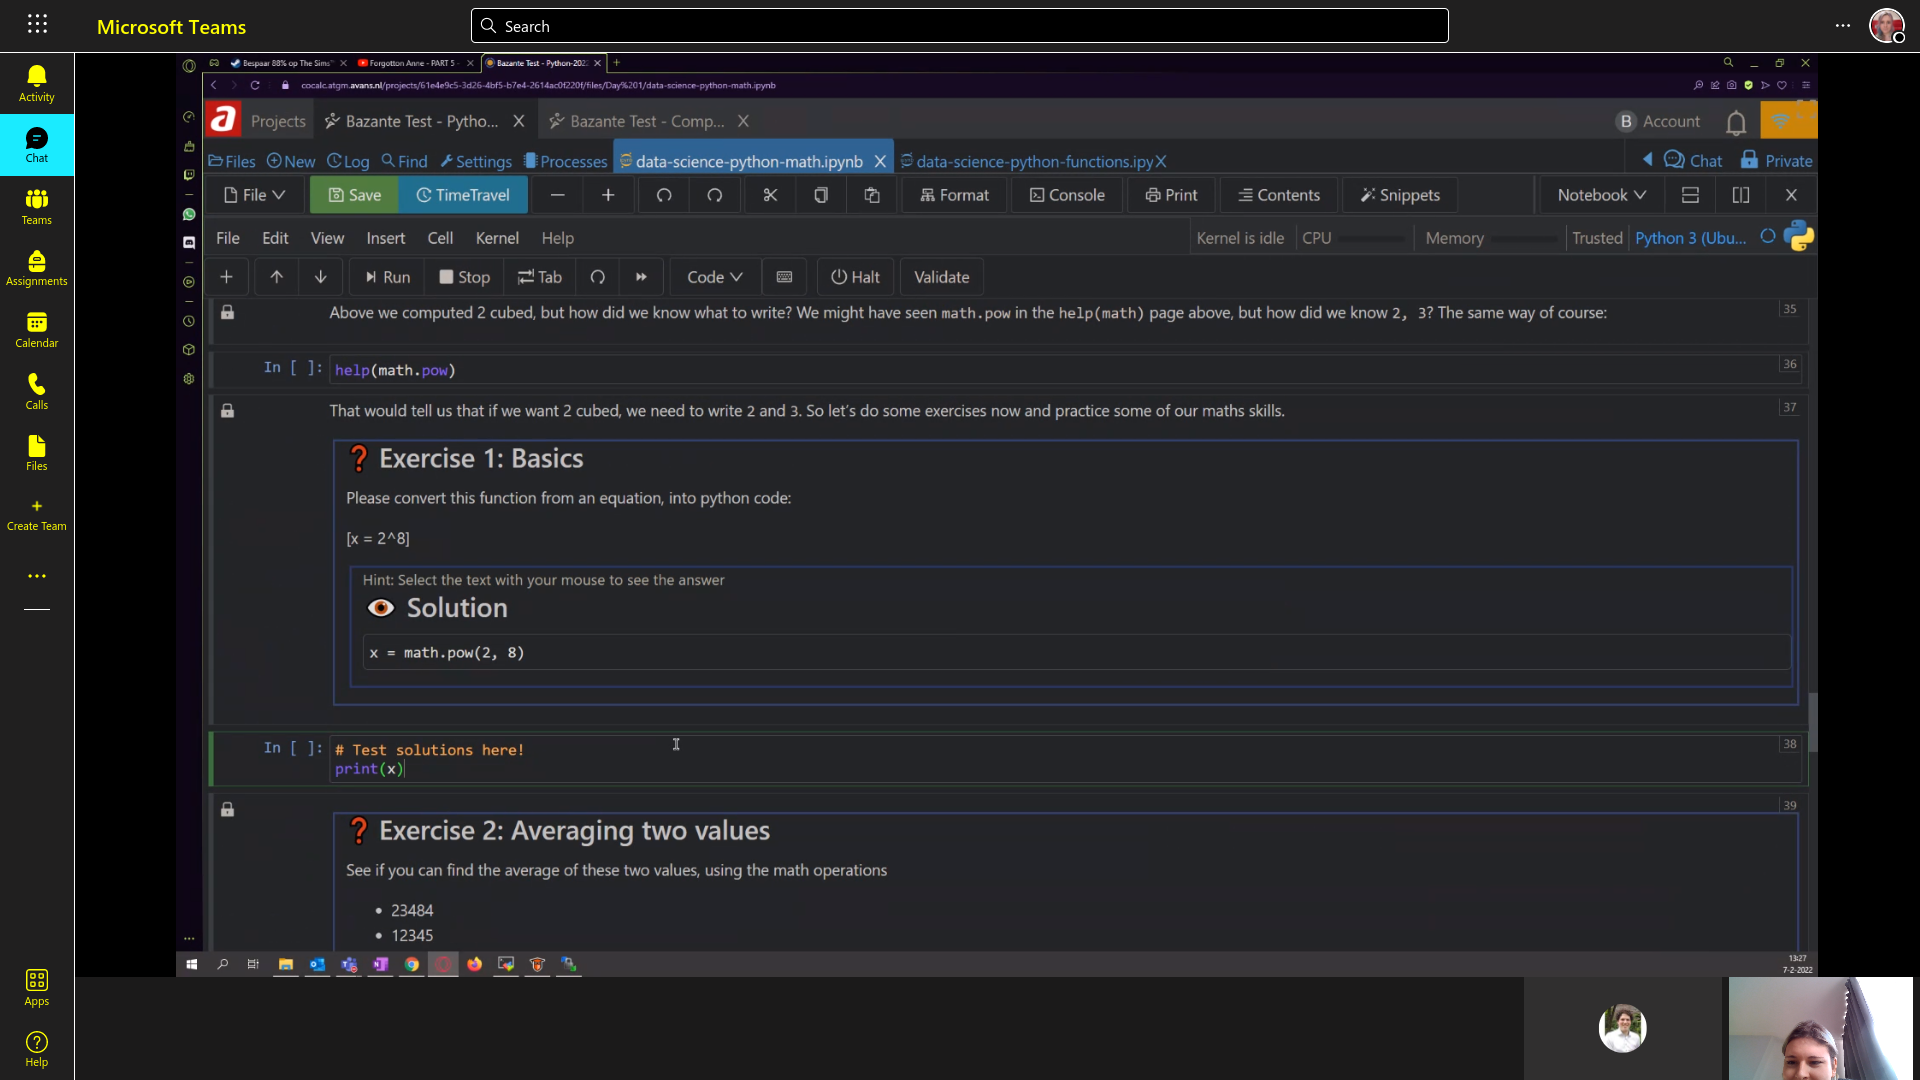 Microsoft Teams
Search
Activity
Chat
Teams
Assignments
Calendar
Calls
Files
Create Team
Apps
Help
Bespaar 88% op The Sims™
Forgotton Anne - PART 5 -
Bazante Test - Python-202
cocalc.atgm.avans.nl/projects/61e4e9c5-3d26-4bf5-b7e4-2614ac0f220f/files/Day%201/data-science-python-math.ipynb
Projects
Bazante Test - Pytho...
Bazante Test - Comp...
B Account
Files New Log Find Settings Processes data-science-python-math.ipynb data-science-python-functions.ipy Chat Private
File Save TimeTravel Format Console Print Contents Snippets Notebook
File Edit View Insert Cell Kernel Help Kernel is idle CPU Memory Trusted Python 3 (Ubu...
Run Stop Tab Code Halt Validate
Above we computed 2 cubed, but how did we know what to write? We might have seen math.pow in the help(math) page above, but how did we know 2, 3? The same way of course: 35
In [ ]: help(math.pow) 36
That would tell us that if we want 2 cubed, we need to write 2 and 3. So let's do some exercises now and practice some of our maths skills. 37
❓ Exercise 1: Basics
Please convert this function from an equation, into python code:
[x = 2^8]
Hint: Select the text with your mouse to see the answer
Solution
x = math.pow(2, 8)
In [ ]: # Test solutions here! 38
print(x)
39
❓ Exercise 2: Averaging two values
See if you can find the average of these two values, using the math operations
• 23484
• 12345
13:27
7-2-2022